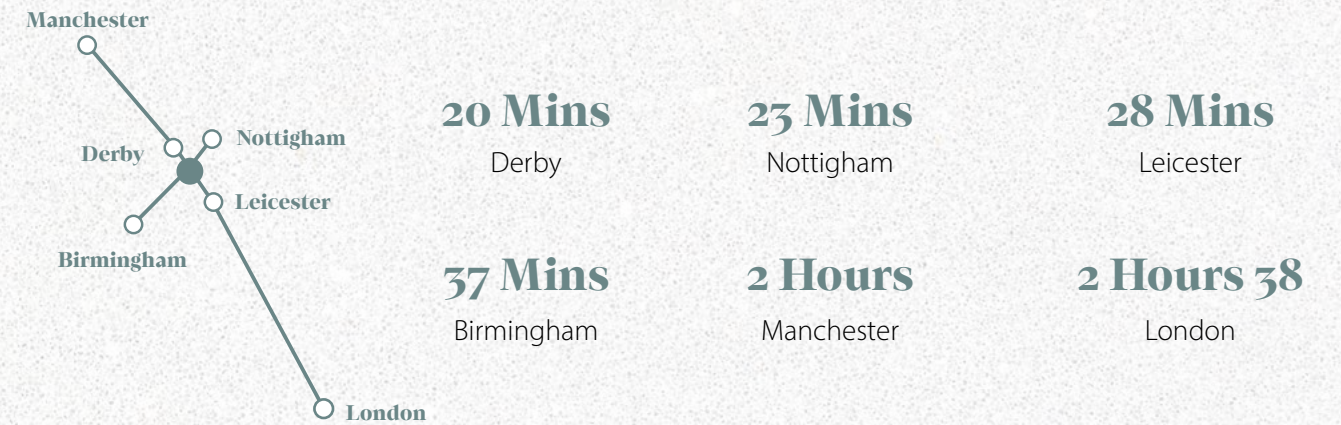 Manchester
Derby
Nottigham
Leicester
Birmingham
London
20 Mins
Derby
23 Mins
Nottigham
28 Mins
Leicester
37 Mins
Birmingham
2 Hours
Manchester
2 Hours 38
London